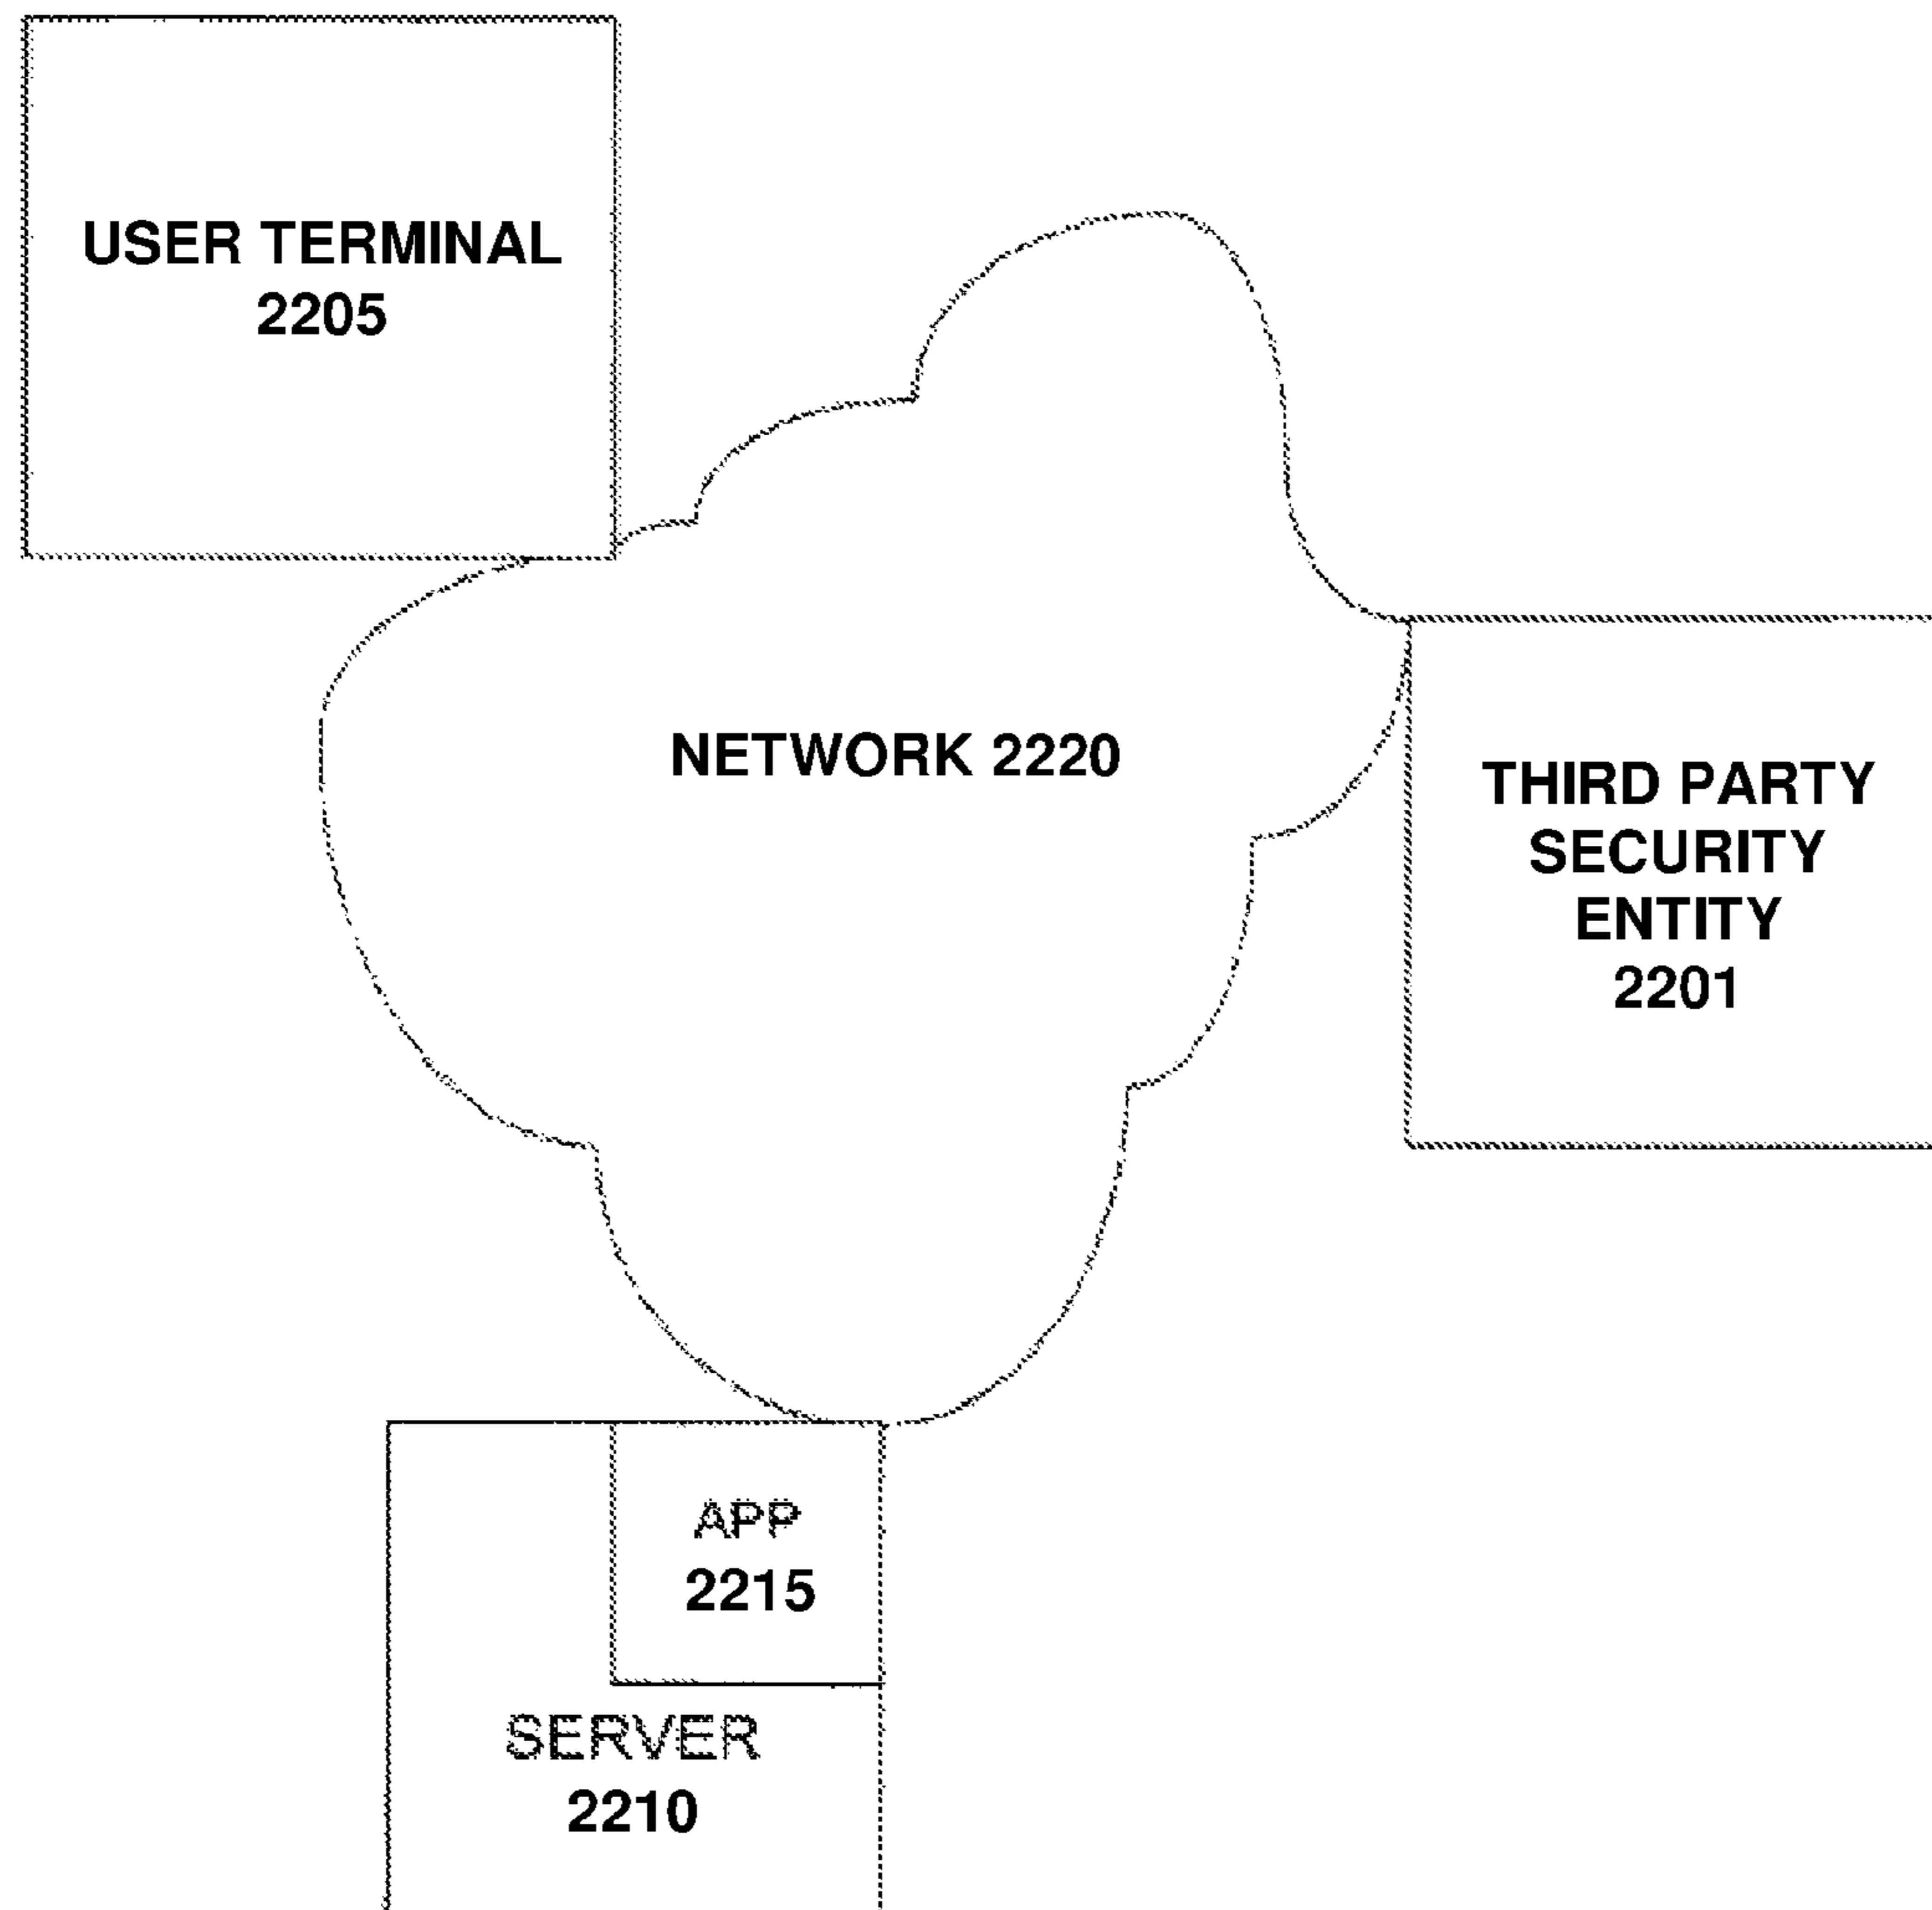 USER TERMINAL
2205
NETWORK 2220
THIRD PARTY
SECURITY
ENTITY
2201
APP
2215
SERVER
2210